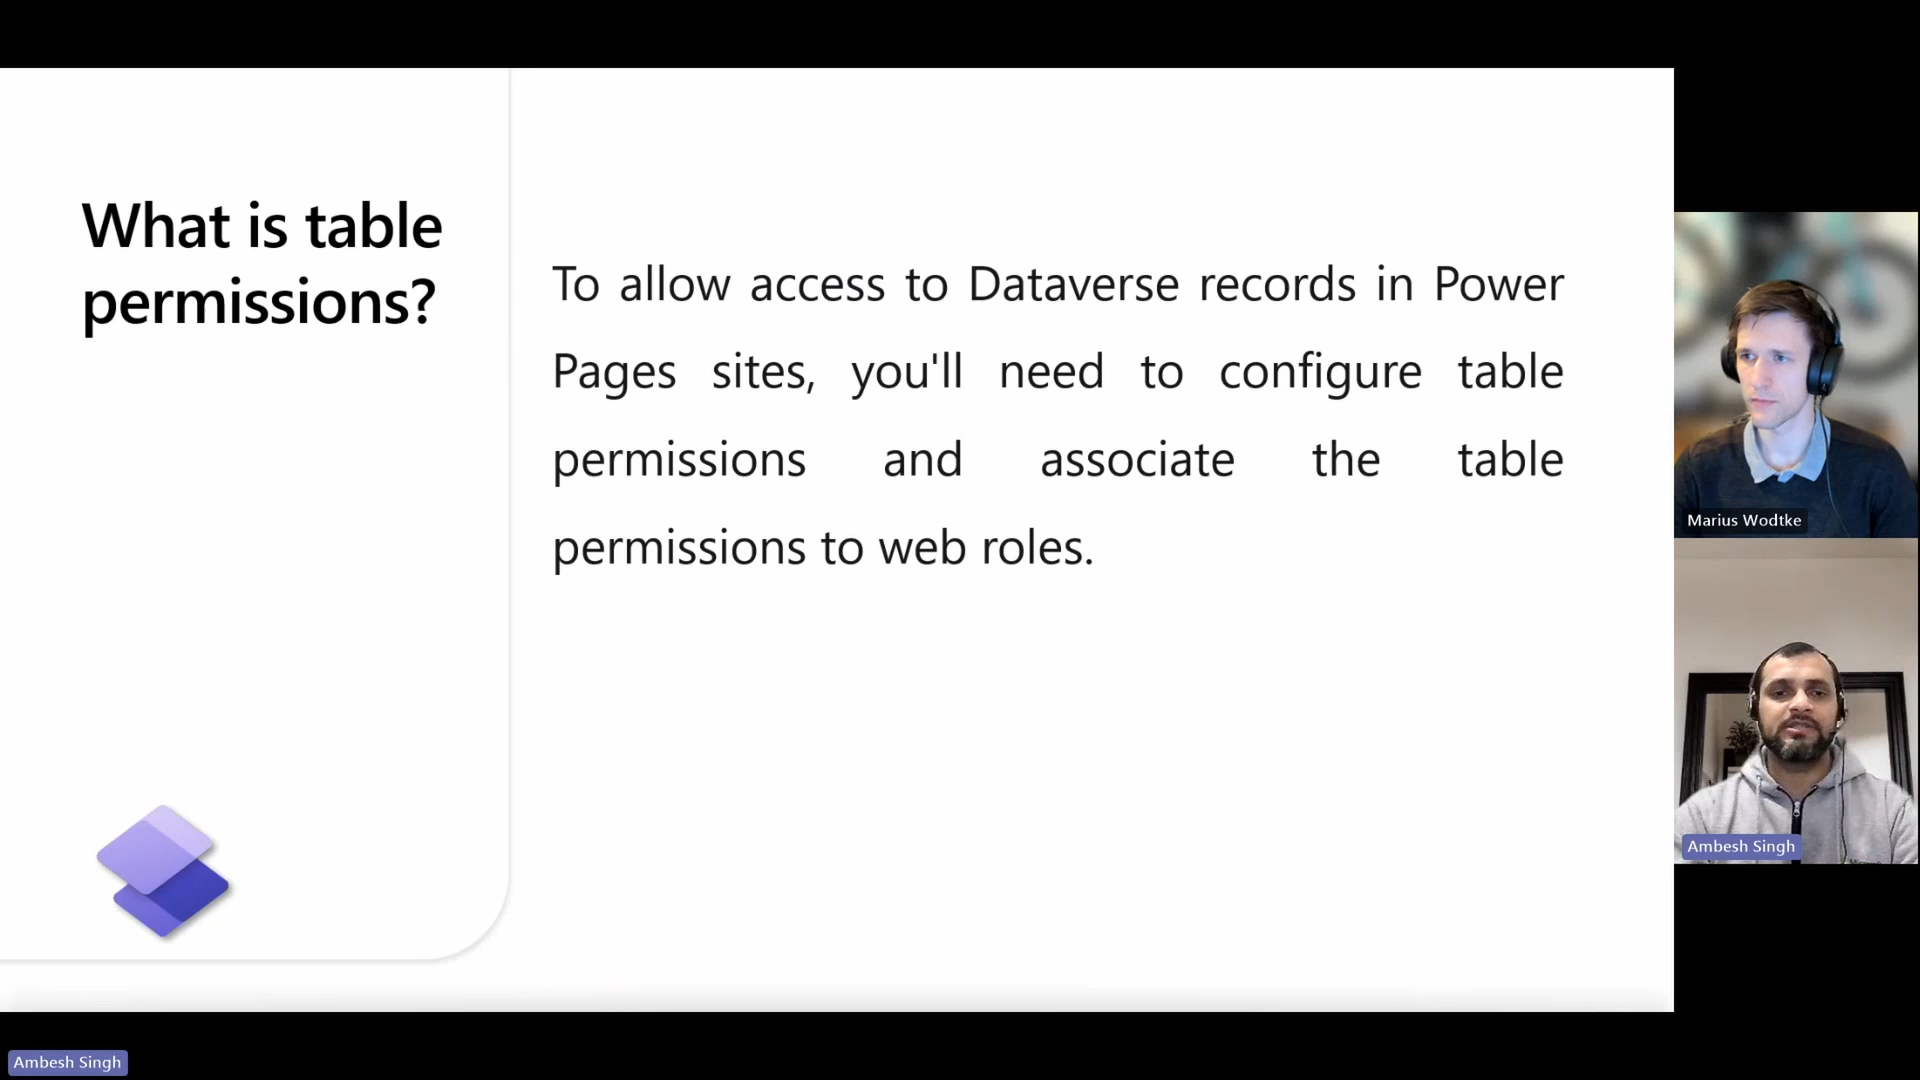 What is table
permissions?
To allow access to Dataverse records in Power
Pages sites, you'll need to configure table
permissions and associate the table
permissions to web roles.
Marius Wodtke
Ambesh Singh
Ambesh Singh